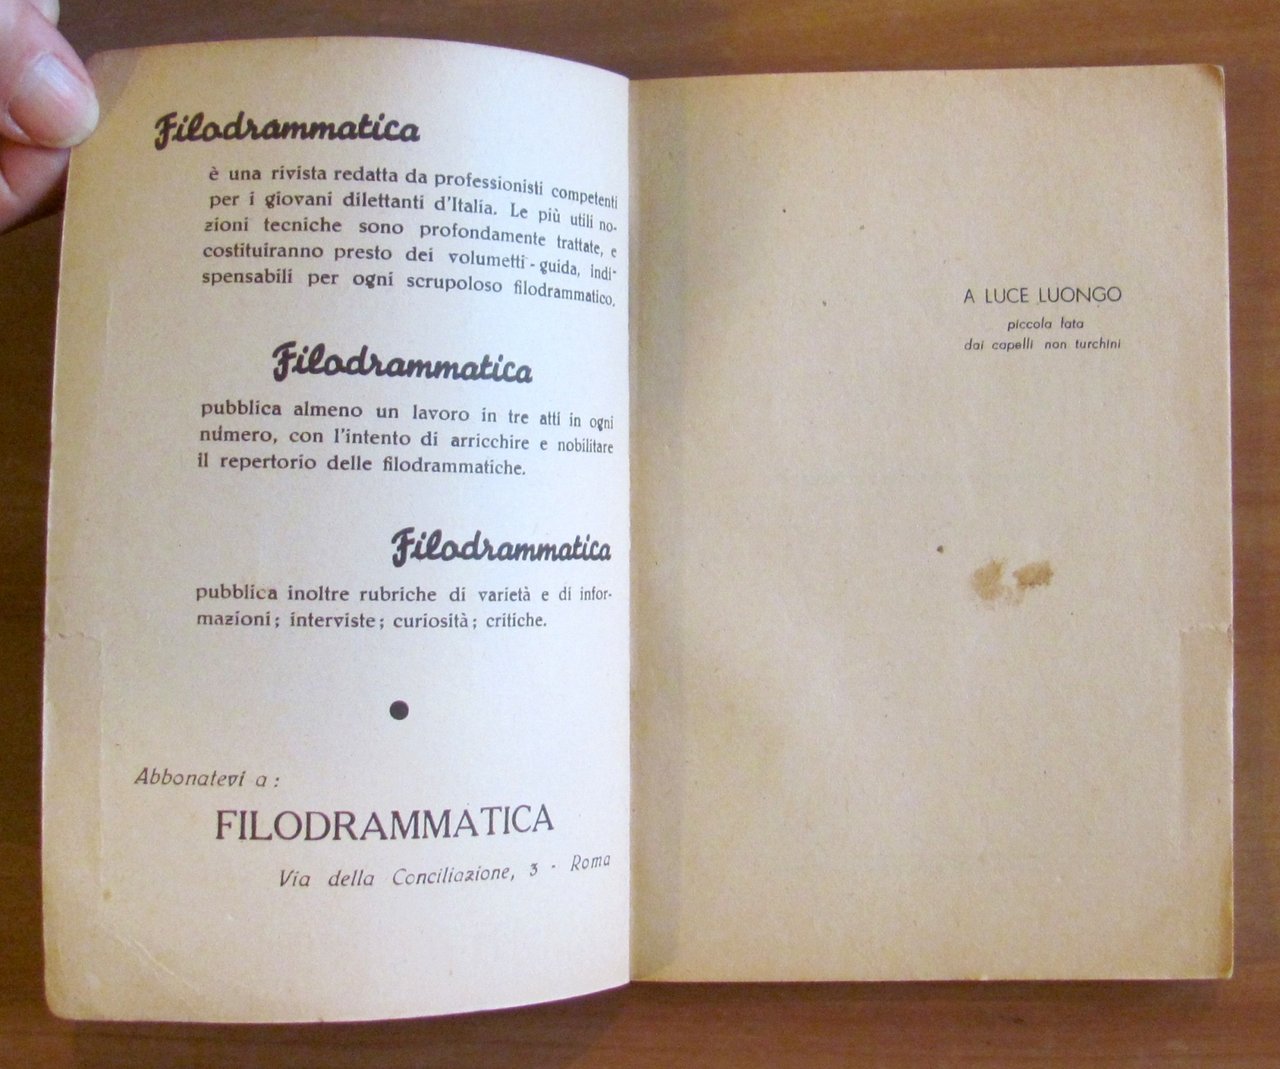 Filodrammatica
è una rivista redatta da professionisti competenti
per i giovani dilettanti d'Italia. Le più utili no-
zioni tecniche sono profondamente trattate, e
costituiranno presto dei volumetti - guida, indi-
spensabili per ogni scrupoloso filodrammatico.
Filodrammatica
pubblica almeno un lavoro in tre atti in ogni
numero, con l'intento di arricchire e nobilitare
il repertorio delle filodrammatiche.
Filodrammatica
pubblica inoltre rubriche di varietà e di infor-
mazioni; interviste; curiosità; critiche.
Abbonatevi a :
FILODRAMMATICA
Via della Conciliazione, 3 - Roma
A LUCE LUONGO
piccola fata
dai capelli non turchini